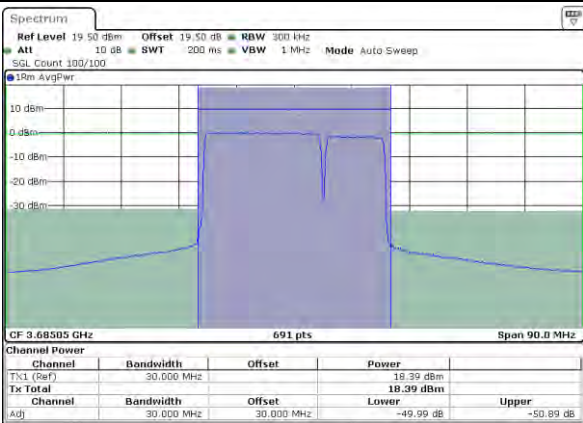 Spectrum
Ref Level 19.50 dBm Offset 19.50 dB RBW 300 kHz
Att 10 dB SWT 200 ms VBW 1 MHz Mode Auto Sweep
SGL Count 100/100
1Rm AvgPwr
10 dBm
0 dBm
-10 dBm
-20 dBm
-30 dBm
CF 3.68505 GHz 691 pts Span 90.0 MHz
Channel Power
Channel Bandwidth Offset Power
TX1 (Ref) 30.000 MHz 18.39 dBm
Tx Total 18.39 dBm
Channel Bandwidth Offset Lower Upper
Adj 30.000 MHz 30.000 MHz -49.99 dB -50.89 dB